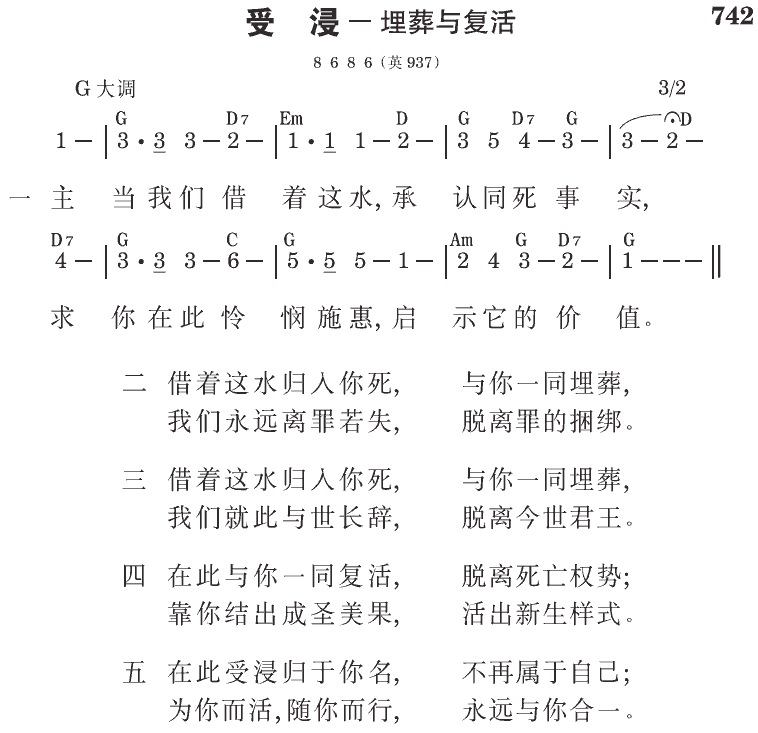 受 浸 — 埋葬与复活 742
8 6 8 6 (英 937)
G 大调 3/2
G D7 Em D G D7 G D
1 — | 3 · 3 3 — 2 — | 1 · 1 1 — 2 — | 3 5 4 — 3 — | 3 — 2 —
一 主 当我们 借 着这水, 承 认同死 事 实,
D7 G C G Am G D7 G
4 — | 3 · 3 3 — 6 — | 5 · 5 5 — 1 — | 2 4 3 — 2 — | 1 — — — ‖
求 你在此 怜 悯施惠, 启 示它的 价 值。
二 借着这水归入你死, 与你一同埋葬,
我们永远离罪若失, 脱离罪的捆绑。
三 借着这水归入你死, 与你一同埋葬,
我们就此与世长辞, 脱离今世君王。
四 在此与你一同复活, 脱离死亡权势;
靠你结出成圣美果, 活出新生样式。
五 在此受浸归于你名, 不再属于自己;
为你而活,随你而行, 永远与你合一。